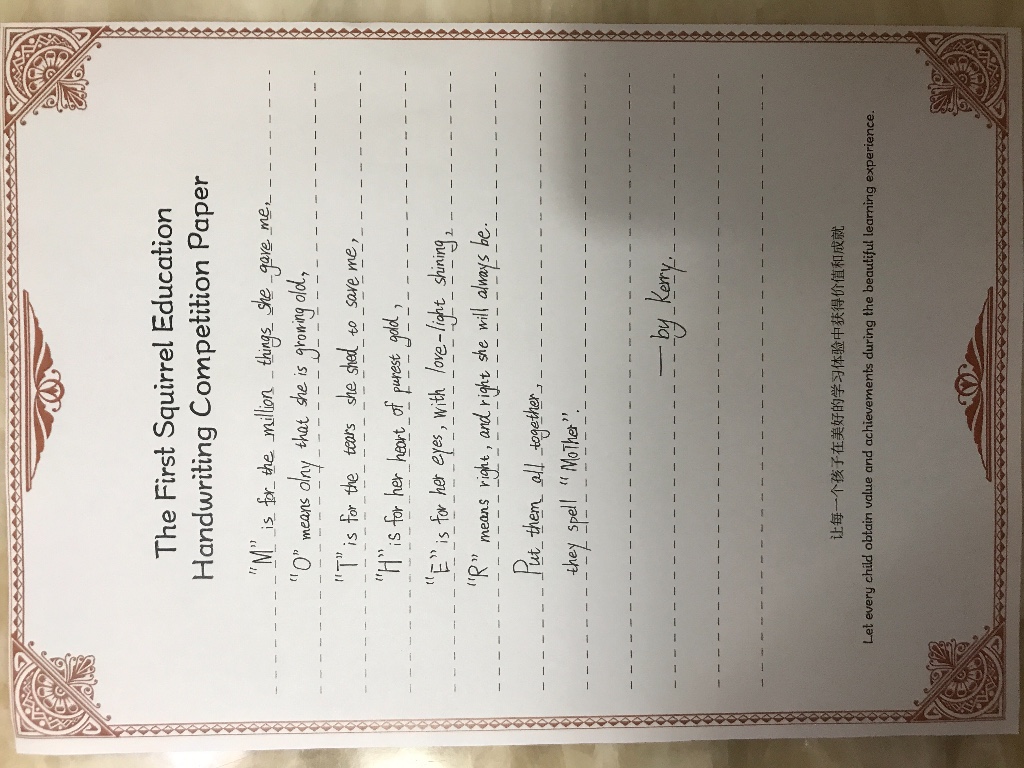 The First Squirrel Education
Handwriting Competition Paper
"M" is for the million things she gave me,
"O" means olny that she is growing old,
"T" is for the tears she shed to save me,
"H" is for her heart of purest gold,
"E" is for her eyes, with love-light shining,
"R" means right and right she will always be.
Put them all together,
they spell "MoTher".
—by Kerry.
让每一个孩子在美好的学习体验中获得价值和成就
Let every child obtain value and achievements during the beautiful learning experience.